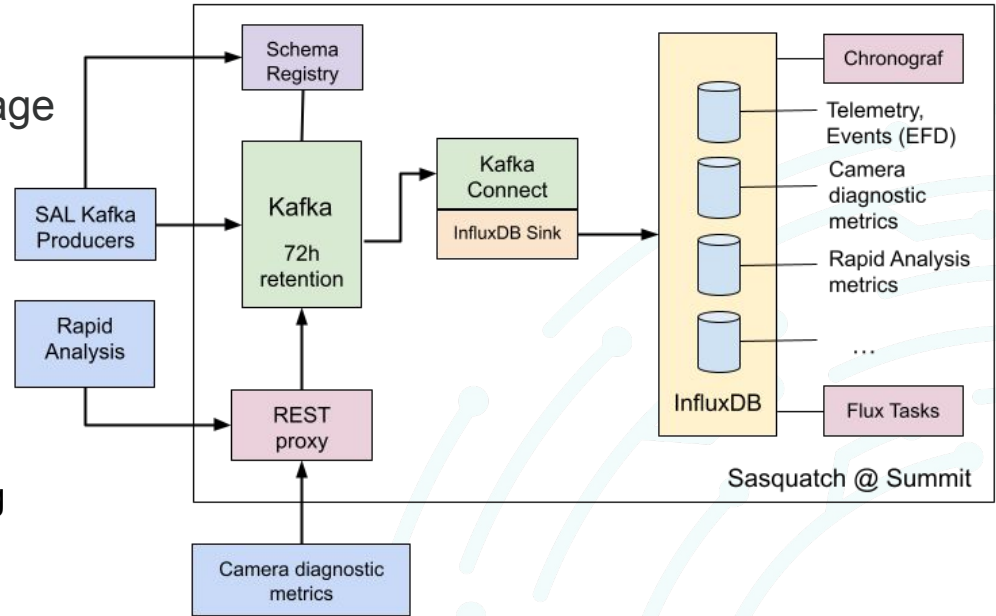 age
g
Schema
Registry
SAL Kafka
Producers
Kafka
72h
retention
Rapid
Analysis
REST
proxy
Camera diagnostic
metrics
Kafka
Connect
InfluxDB Sink
InfluxDB
Chronograf
Telemetry,
Events (EFD)
Camera
diagnostic
metrics
Rapid Analysis
metrics
...
Flux Tasks
Sasquatch @ Summit